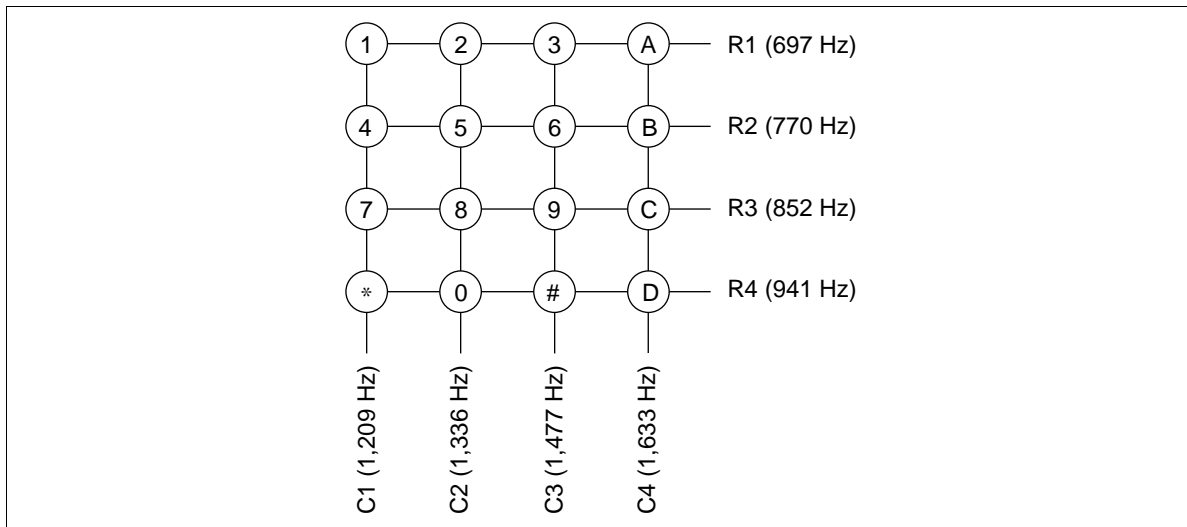 1 2 3 A R1 (697 Hz)
4 5 6 B R2 (770 Hz)
7 8 9 C R3 (852 Hz)
* 0 # D R4 (941 Hz)
C1 (1,209 Hz)
C2 (1,336 Hz)
C3 (1,477 Hz)
C4 (1,633 Hz)